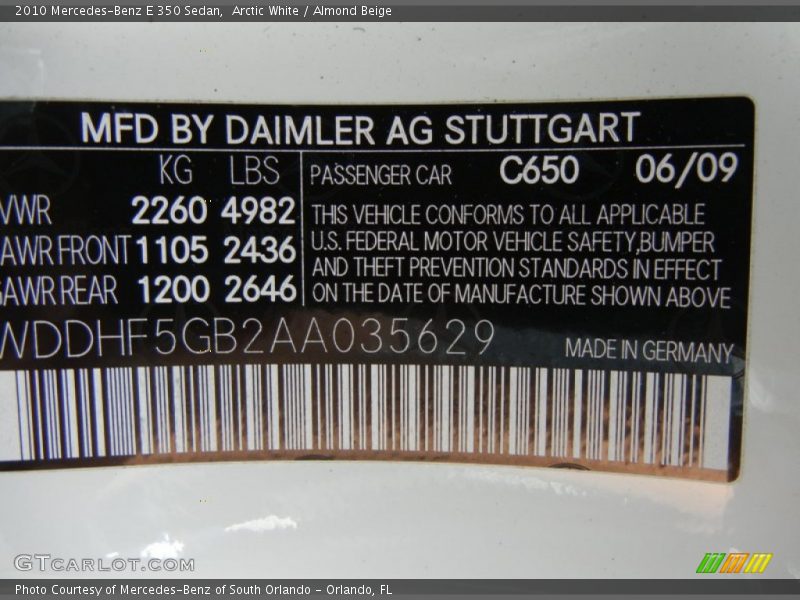 2010 Mercedes-Benz E 350 Sedan, Arctic White / Almond Beige
MFD BY DAIMLER AG STUTTGART
KG LBS
VWR 2260 4982
AWR FRONT 1105 2436
GAWR REAR 1200 2646
PASSENGER CAR C650 06/09
THIS VEHICLE CONFORMS TO ALL APPLICABLE
U.S. FEDERAL MOTOR VEHICLE SAFETY,BUMPER
AND THEFT PREVENTION STANDARDS IN EFFECT
ON THE DATE OF MANUFACTURE SHOWN ABOVE
WDDHF5GB2AA035629
MADE IN GERMANY
GTCARLOT.COM
Photo Courtesy of Mercedes-Benz of South Orlando - Orlando, FL